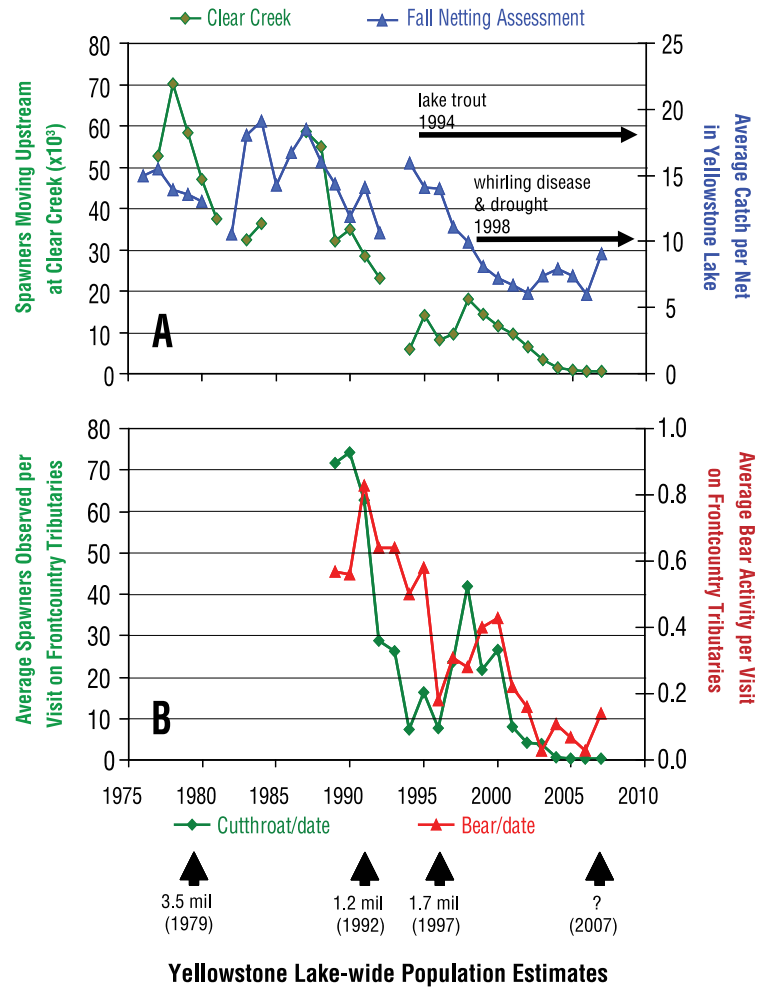 Clear Creek
Fall Netting Assessment
Spawners Moving Upstream
at Clear Creek (x10³)
80
70
60
50
40
30
20
10
0
A
lake trout
1994
whirling disease
& drought
1998
25
20
15
10
5
0
Average Catch per Net
in Yellowstone Lake
Average Spawners Observed per
Visit on Frontcountry Tributaries
80
70
60
50
40
30
20
10
0
B
1.0
0.8
0.6
0.4
0.2
0.0
Average Bear Activity per Visit
on Frontcountry Tributaries
1975 1980 1985 1990 1995 2000 2005 2010
Cutthroat/date
Bear/date
3.5 mil
(1979)
1.2 mil
(1992)
1.7 mil
(1997)
?
(2007)
Yellowstone Lake-wide Population Estimates